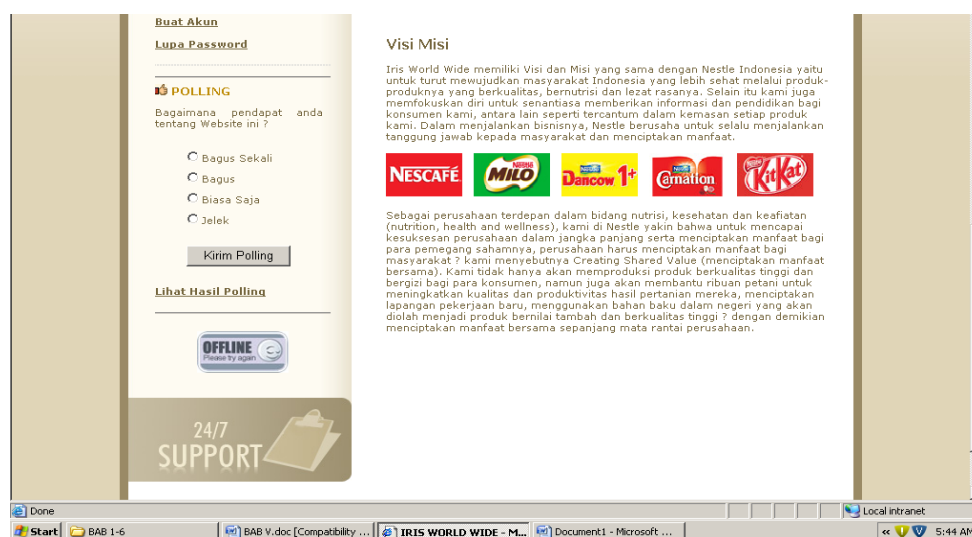 Buat Akun
Lupa Password
POLLING
Bagaimana pendapat anda
tentang Website ini ?
Bagus Sekali
Bagus
Biasa Saja
Jelek
Kirim Polling
Lihat Hasil Polling
OFFLINE
Please try again
24/7
SUPPORT
Visi Misi
Iris World Wide memiliki Visi dan Misi yang sama dengan Nestle Indonesia yaitu
untuk turut mewujudkan masyarakat Indonesia yang lebih sehat melalui produk-
produknya yang berkualitas, bernutrisi dan lezat rasanya. Selain itu kami juga
memfokuskan diri untuk senantiasa memberikan informasi dan pendidikan bagi
konsumen kami, antara lain seperti tercantum dalam kemasan setiap produk
kami. Dalam menjalankan bisnisnya, Nestle berusaha untuk selalu menjalankan
tanggung jawab kepada masyarakat dan menciptakan manfaat.
NESCAFÉ
Nestlé MILO
Nestlé Dancow 1+
Nestlé Carnation
KitKat
Sebagai perusahaan terdepan dalam bidang nutrisi, kesehatan dan keafiatan
(nutrition, health and wellness), kami di Nestle yakin bahwa untuk mencapai
kesuksesan perusahaan dalam jangka panjang serta menciptakan manfaat bagi
para pemegang sahamnya, perusahaan harus menciptakan manfaat bagi
masyarakat ? kami menyebutnya Creating Shared Value (menciptakan manfaat
bersama). Kami tidak hanya akan memproduksi produk berkualitas tinggi dan
bergizi bagi para konsumen, namun juga akan membantu ribuan petani untuk
meningkatkan kualitas dan produktivitas hasil pertanian mereka, menciptakan
lapangan pekerjaan baru, menggunakan bahan baku dalam negeri yang akan
diolah menjadi produk bernilai tambah dan berkualitas tinggi ? dengan demikian
menciptakan manfaat bersama sepanjang mata rantai perusahaan.
Done
Local intranet
Start
BAB 1-6
BAB V.doc [Compatibility ...
IRIS WORLD WIDE - M...
Document1 - Microsoft ...
5:44 AM